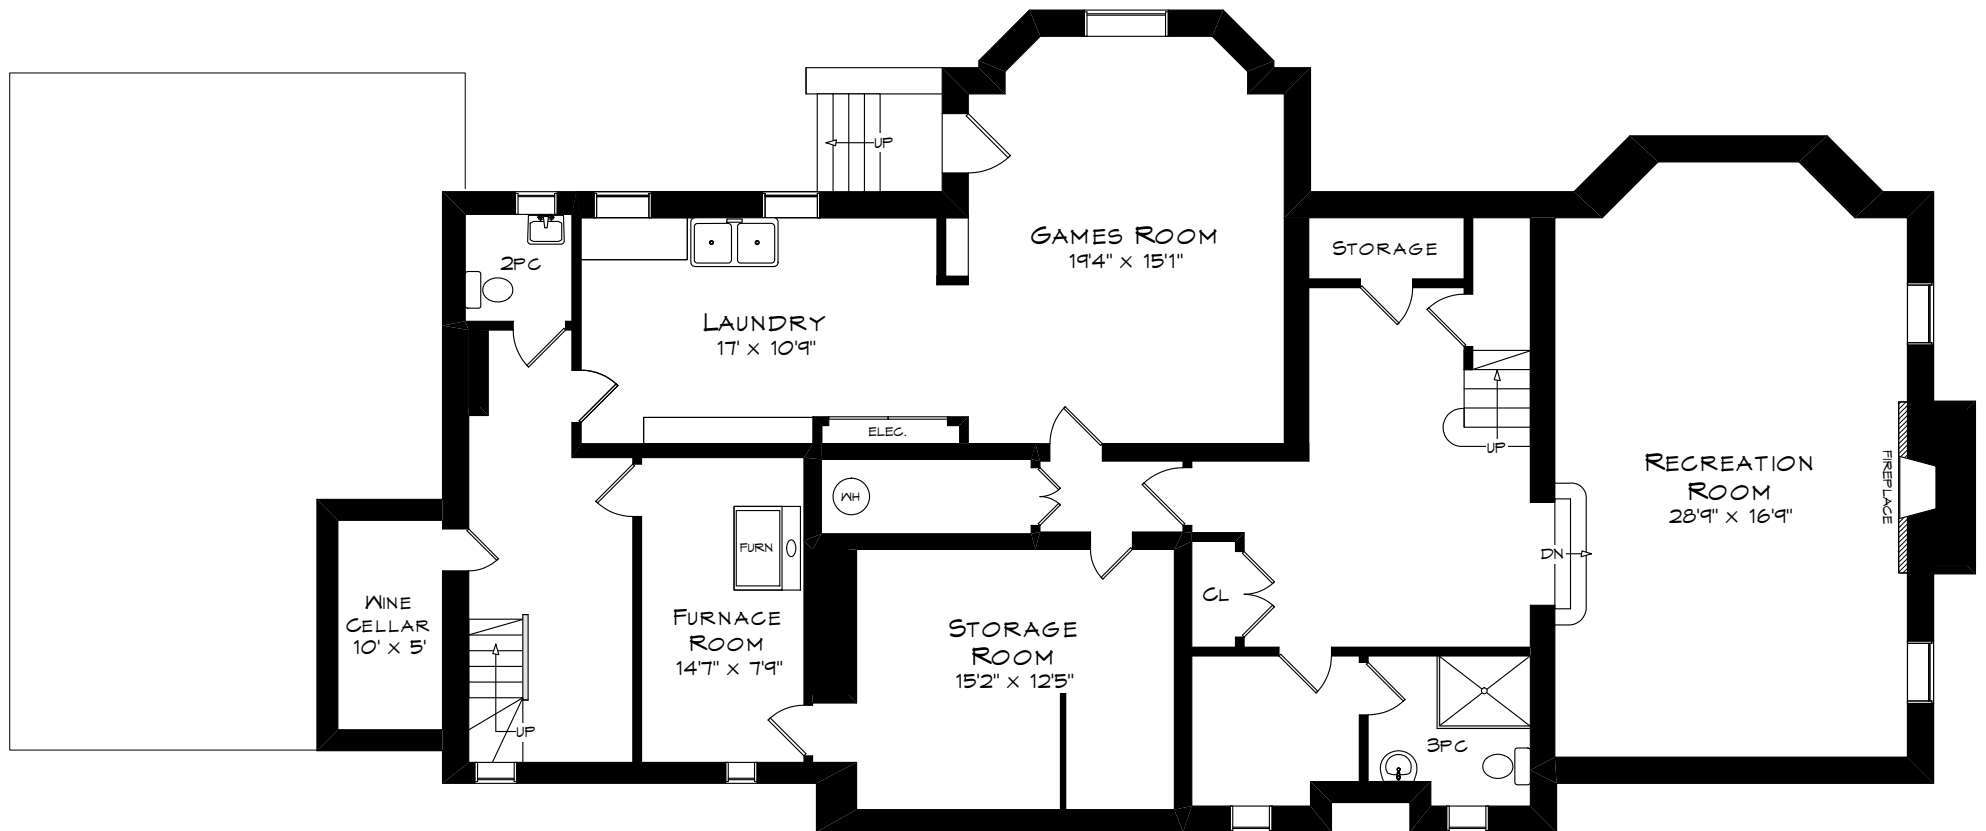 UP
GAMES ROOM
19'4" X 15'1"
STORAGE
2PC
LAUNDRY
17' X 10'9"
ELEC.
UP
RECREATION
ROOM
28'9" X 16'9"
FIREPLACE
WH
FURN
DN
WINE
CELLAR
10' X 5'
CL
FURNACE
ROOM
14'7" X 7'9"
STORAGE
ROOM
15'2" X 12'5"
UP
3PC